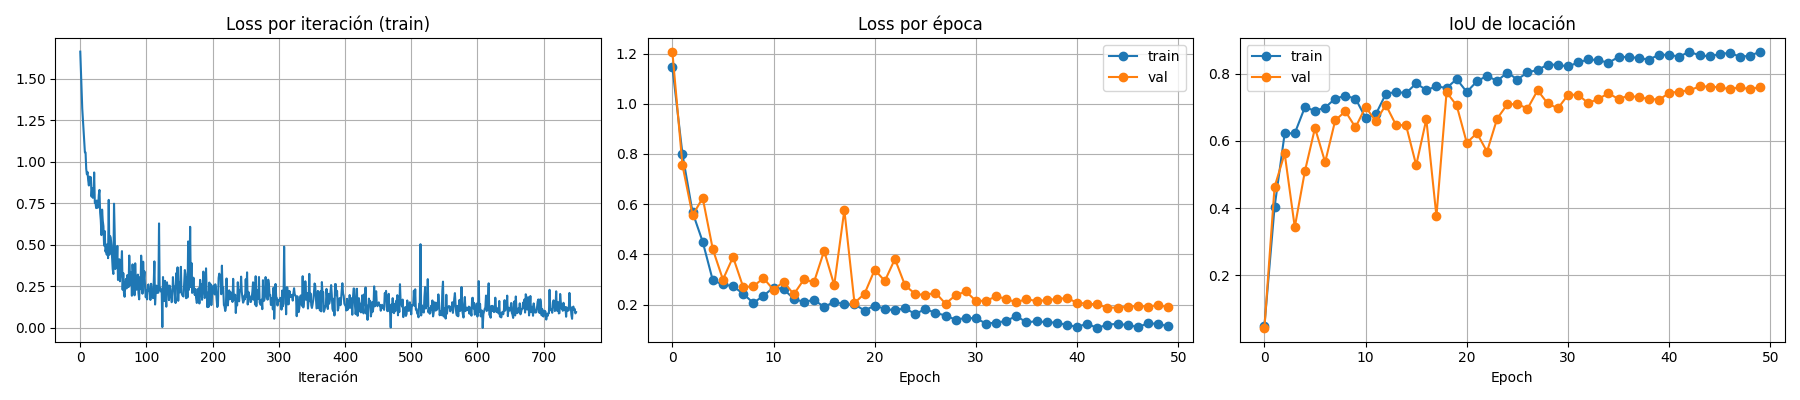 Loss por iteración (train)
1.50
1.25
1.00
0.75
0.50
0.25
0.00
0 100 200 300 400 500 600 700
Iteración
Loss por época
train
val
1.2
1.0
0.8
0.6
0.4
0.2
0 10 20 30 40 50
Epoch
IoU de locación
train
val
0.8
0.6
0.4
0.2
0 10 20 30 40 50
Epoch